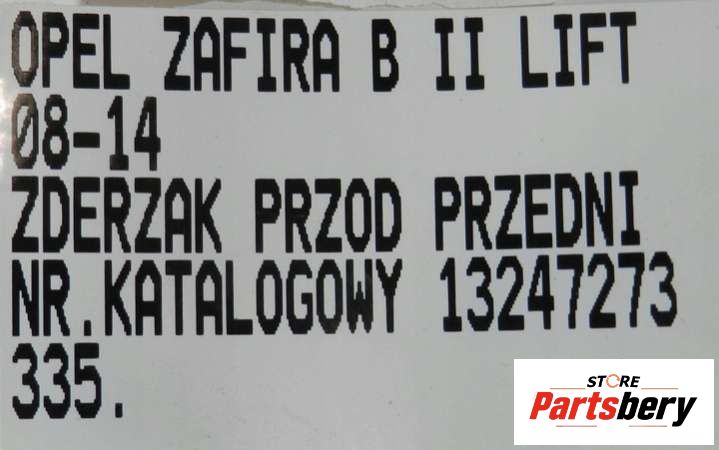 OPEL ZAFIRA B II LIFT
08-14
ZDERZAK PRZOD PRZEDNI
NR.KATALOGOWY 13247273
335.
STORE
Partsbery